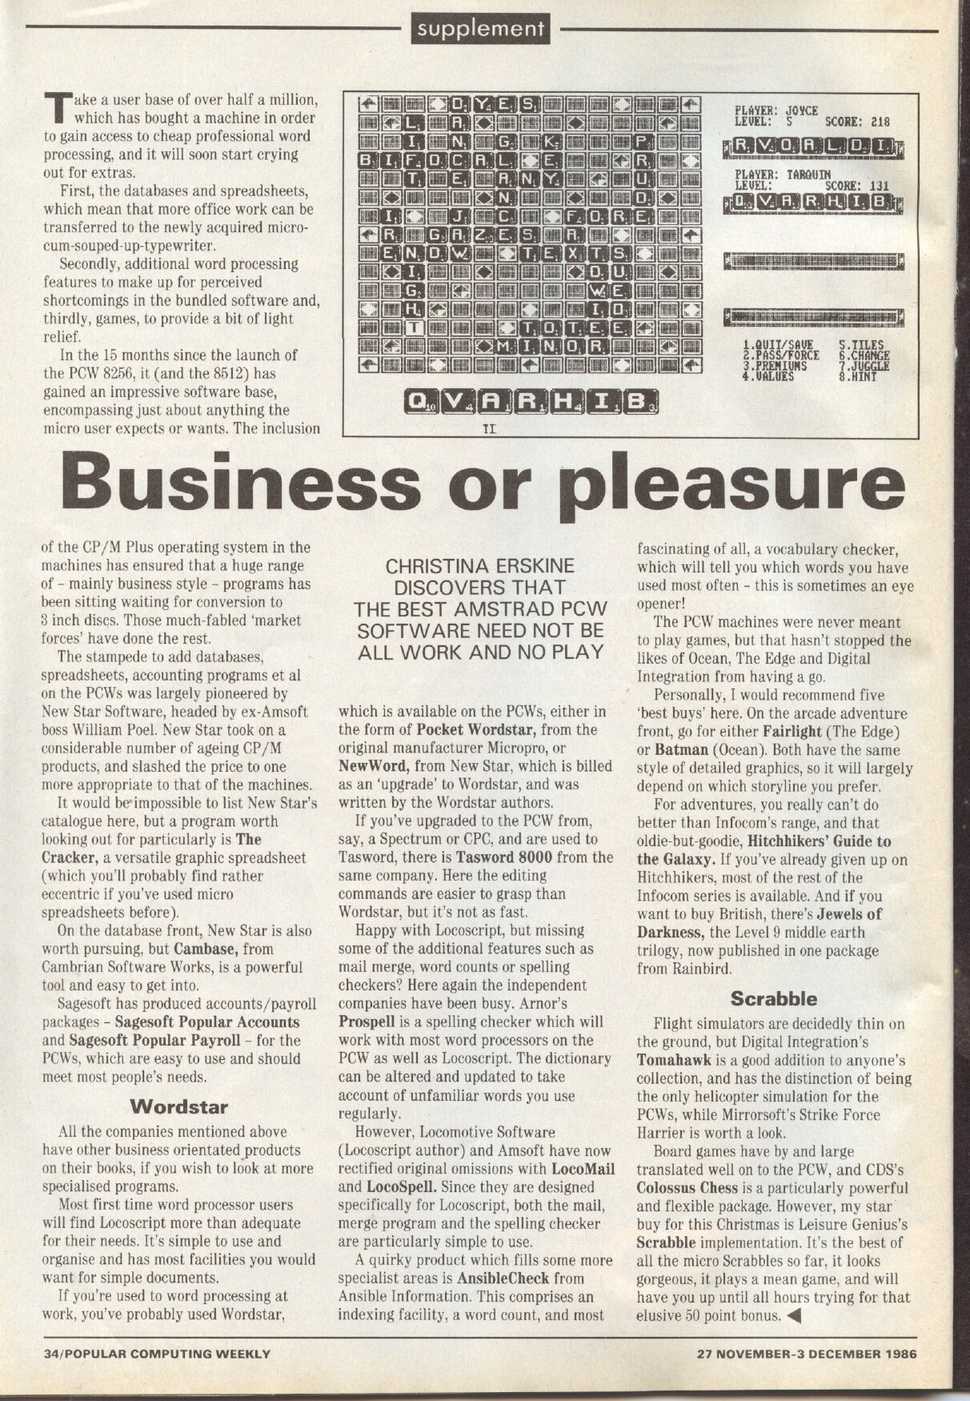 supplement
Take a user base of over half a million,
which has bought a machine in order
to gain access to cheap professional word
processing, and it will soon start crying
out for extras.
First, the databases and spreadsheets,
which mean that more office work can be
transferred to the newly acquired micro-
cum-souped-up-typewriter.
Secondly, additional word processing
features to make up for perceived
shortcomings in the bundled software and,
thirdly, games, to provide a bit of light
relief.
In the 15 months since the launch of
the PCW 8256, it (and the 8512) has
gained an impressive software base,
encompassing just about anything the
micro user expects or wants. The inclusion
PLAYER: JOYCE
LEVEL: S SCORE: 218
R V O A L D I
PLAYER: TARQUIN
LEVEL: SCORE: 131
Q V A R H I B
1.QUIT/SAVE 5.TILES
2.PASS/FORCE 6.CHANGE
3.PREMIUMS 7.JUGGLE
4.VALUES 8.HINT
Q10 V4 A1 R1 H4 I1 B3
II
Business or pleasure
of the CP/M Plus operating system in the
machines has ensured that a huge range
of – mainly business style – programs has
been sitting waiting for conversion to
3 inch discs. Those much-fabled ‘market
forces’ have done the rest.
The stampede to add databases,
spreadsheets, accounting programs et al
on the PCWs was largely pioneered by
New Star Software, headed by ex-Amsoft
boss William Poel. New Star took on a
considerable number of ageing CP/M
products, and slashed the price to one
more appropriate to that of the machines.
It would be impossible to list New Star's
catalogue here, but a program worth
looking out for particularly is The
Cracker, a versatile graphic spreadsheet
(which you'll probably find rather
eccentric if you've used micro
spreadsheets before).
On the database front, New Star is also
worth pursuing, but Cambase, from
Cambrian Software Works, is a powerful
tool and easy to get into.
Sagesoft has produced accounts/payroll
packages – Sagesoft Popular Accounts
and Sagesoft Popular Payroll – for the
PCWs, which are easy to use and should
meet most people's needs.
Wordstar
All the companies mentioned above
have other business orientated products
on their books, if you wish to look at more
specialised programs.
Most first time word processor users
will find Locoscript more than adequate
for their needs. It's simple to use and
organise and has most facilities you would
want for simple documents.
If you're used to word processing at
work, you've probably used Wordstar,
CHRISTINA ERSKINE
DISCOVERS THAT
THE BEST AMSTRAD PCW
SOFTWARE NEED NOT BE
ALL WORK AND NO PLAY
which is available on the PCWs, either in
the form of Pocket Wordstar, from the
original manufacturer Micropro, or
NewWord, from New Star, which is billed
as an ‘upgrade’ to Wordstar, and was
written by the Wordstar authors.
If you've upgraded to the PCW from,
say, a Spectrum or CPC, and are used to
Tasword, there is Tasword 8000 from the
same company. Here the editing
commands are easier to grasp than
Wordstar, but it's not as fast.
Happy with Locoscript, but missing
some of the additional features such as
mail merge, word counts or spelling
checkers? Here again the independent
companies have been busy. Arnor's
Prospell is a spelling checker which will
work with most word processors on the
PCW as well as Locoscript. The dictionary
can be altered and updated to take
account of unfamiliar words you use
regularly.
However, Locomotive Software
(Locoscript author) and Amsoft have now
rectified original omissions with LocoMail
and LocoSpell. Since they are designed
specifically for Locoscript, both the mail,
merge program and the spelling checker
are particularly simple to use.
A quirky product which fills some more
specialist areas is AnsibleCheck from
Ansible Information. This comprises an
indexing facility, a word count, and most
fascinating of all, a vocabulary checker,
which will tell you which words you have
used most often – this is sometimes an eye
opener!
The PCW machines were never meant
to play games, but that hasn't stopped the
likes of Ocean, The Edge and Digital
Integration from having a go.
Personally, I would recommend five
‘best buys’ here. On the arcade adventure
front, go for either Fairlight (The Edge)
or Batman (Ocean). Both have the same
style of detailed graphics, so it will largely
depend on which storyline you prefer.
For adventures, you really can't do
better than Infocom's range, and that
oldie-but-goodie, Hitchhikers' Guide to
the Galaxy. If you've already given up on
Hitchhikers, most of the rest of the
Infocom series is available. And if you
want to buy British, there's Jewels of
Darkness, the Level 9 middle earth
trilogy, now published in one package
from Rainbird.
Scrabble
Flight simulators are decidedly thin on
the ground, but Digital Integration's
Tomahawk is a good addition to anyone's
collection, and has the distinction of being
the only helicopter simulation for the
PCWs, while Mirrorsoft's Strike Force
Harrier is worth a look.
Board games have by and large
translated well on to the PCW, and CDS's
Colossus Chess is a particularly powerful
and flexible package. However, my star
buy for this Christmas is Leisure Genius's
Scrabble implementation. It's the best of
all the micro Scrabbles so far, it looks
gorgeous, it plays a mean game, and will
have you up until all hours trying for that
elusive 50 point bonus.
34/POPULAR COMPUTING WEEKLY
27 NOVEMBER-3 DECEMBER 1986